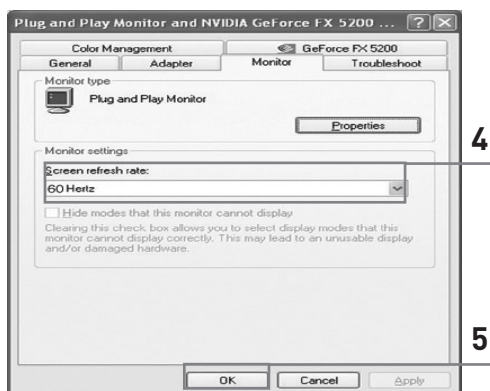 Plug and Play Monitor and NVIDIA GeForce FX 5200 ...
Color Management
GeForce FX 5200
General
Adapter
Monitor
Troubleshoot
Monitor type
Plug and Play Monitor
Properties
4
Monitor settings
Screen refresh rate:
60 Hertz
Hide modes that this monitor cannot display
Clearing this check box allows you to select display modes that this
monitor cannot display correctly. This may lead to an unusable display
and/or damaged hardware.
5
OK
Cancel
Apply